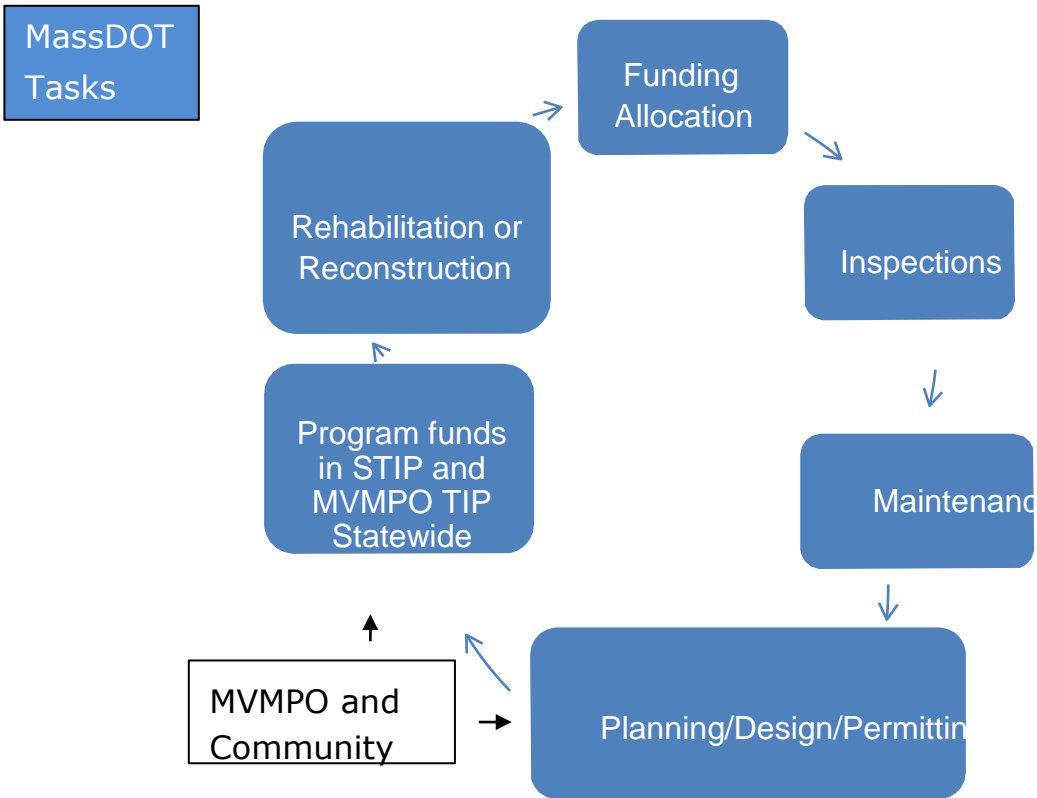 MassDOT
Tasks
Funding
Allocation
Rehabilitation or
Reconstruction
Inspections
Program funds
in STIP and
MVMPO TIP
Statewide
Maintenanc
MVMPO and
Community
Planning/Design/Permittin